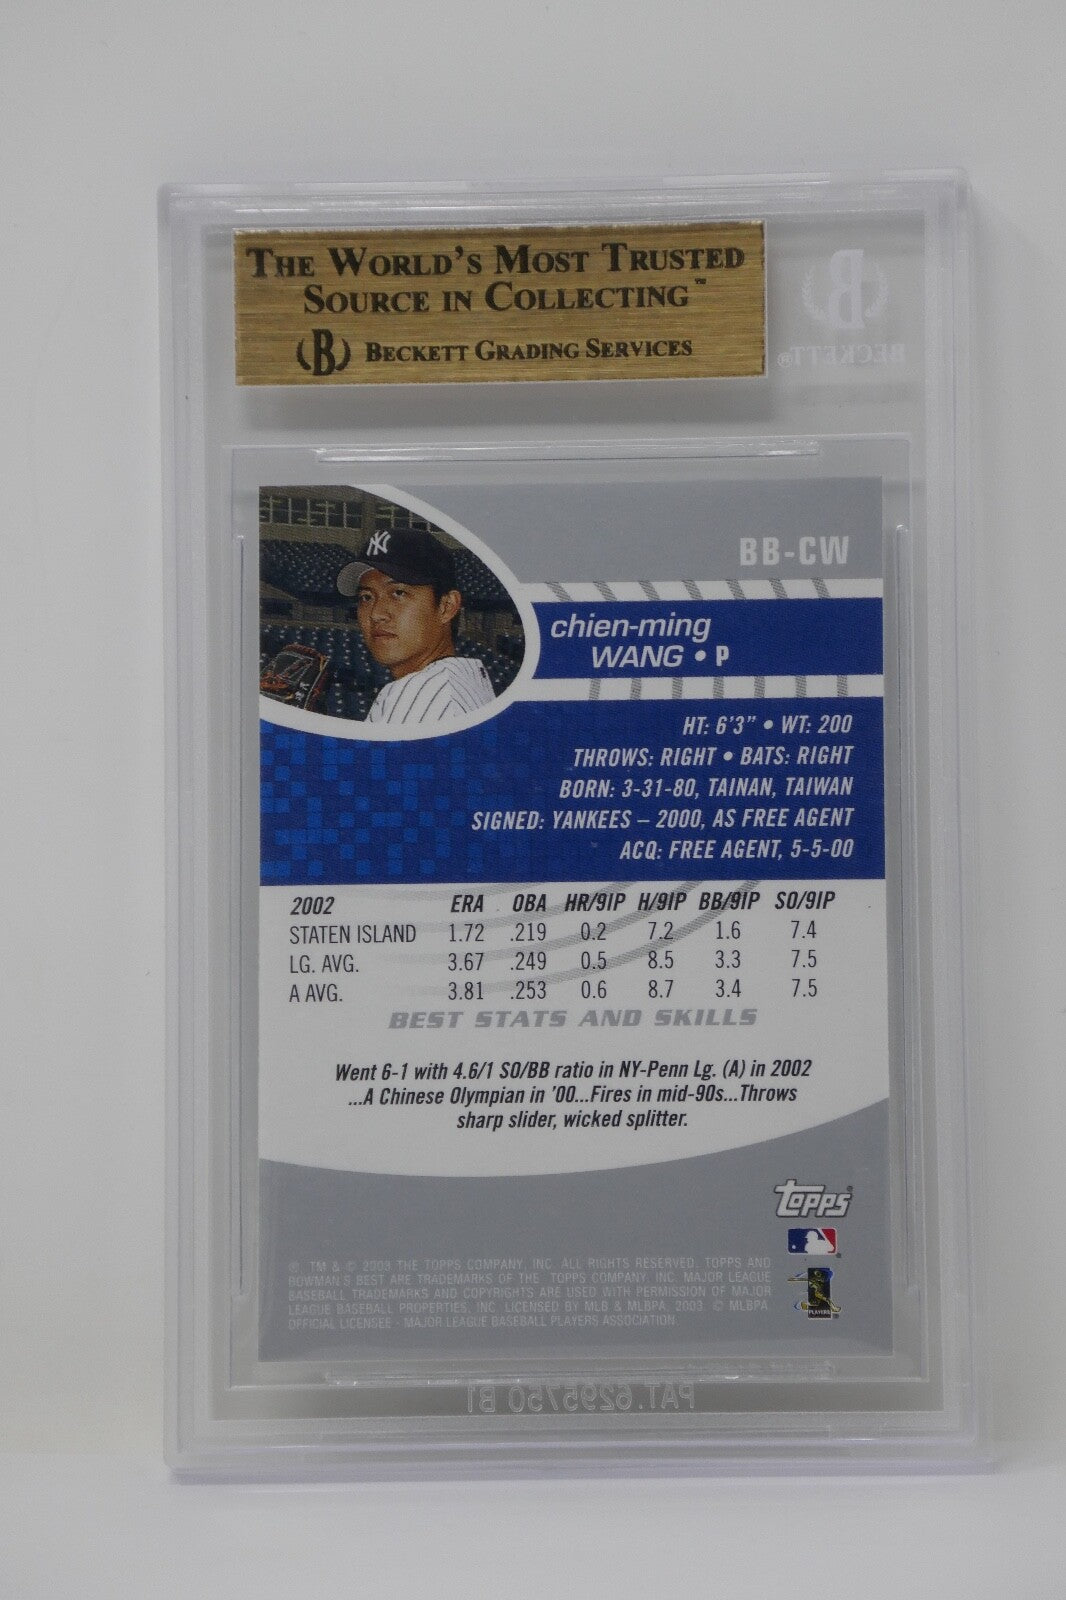 THE WORLD'S MOST TRUSTED
SOURCE IN COLLECTING™
B BECKETT GRADING SERVICES
B
BECKETT®
NY
BB-CW
chien-ming
WANG • P
HT: 6'3" • WT: 200
THROWS: RIGHT • BATS: RIGHT
BORN: 3-31-80, TAINAN, TAIWAN
SIGNED: YANKEES – 2000, AS FREE AGENT
ACQ: FREE AGENT, 5-5-00
2002 ERA OBA HR/9IP H/9IP BB/9IP SO/9IP
STATEN ISLAND 1.72 .219 0.2 7.2 1.6 7.4
LG. AVG. 3.67 .249 0.5 8.5 3.3 7.5
A AVG. 3.81 .253 0.6 8.7 3.4 7.5
BEST STATS AND SKILLS
Went 6-1 with 4.6/1 SO/BB ratio in NY-Penn Lg. (A) in 2002
...A Chinese Olympian in '00...Fires in mid-90s...Throws
sharp slider, wicked splitter.
topps®
®, TM & © 2003 THE TOPPS COMPANY, INC. ALL RIGHTS RESERVED. TOPPS AND
BOWMAN'S BEST ARE TRADEMARKS OF THE TOPPS COMPANY, INC. MAJOR LEAGUE
BASEBALL TRADEMARKS AND COPYRIGHTS ARE USED WITH PERMISSION OF MAJOR
LEAGUE BASEBALL PROPERTIES, INC. LICENSED BY MLB & MLBPA, 2003. © MLBPA
OFFICIAL LICENSEE - MAJOR LEAGUE BASEBALL PLAYERS ASSOCIATION
PLAYERS
PAT. 6295750 B1